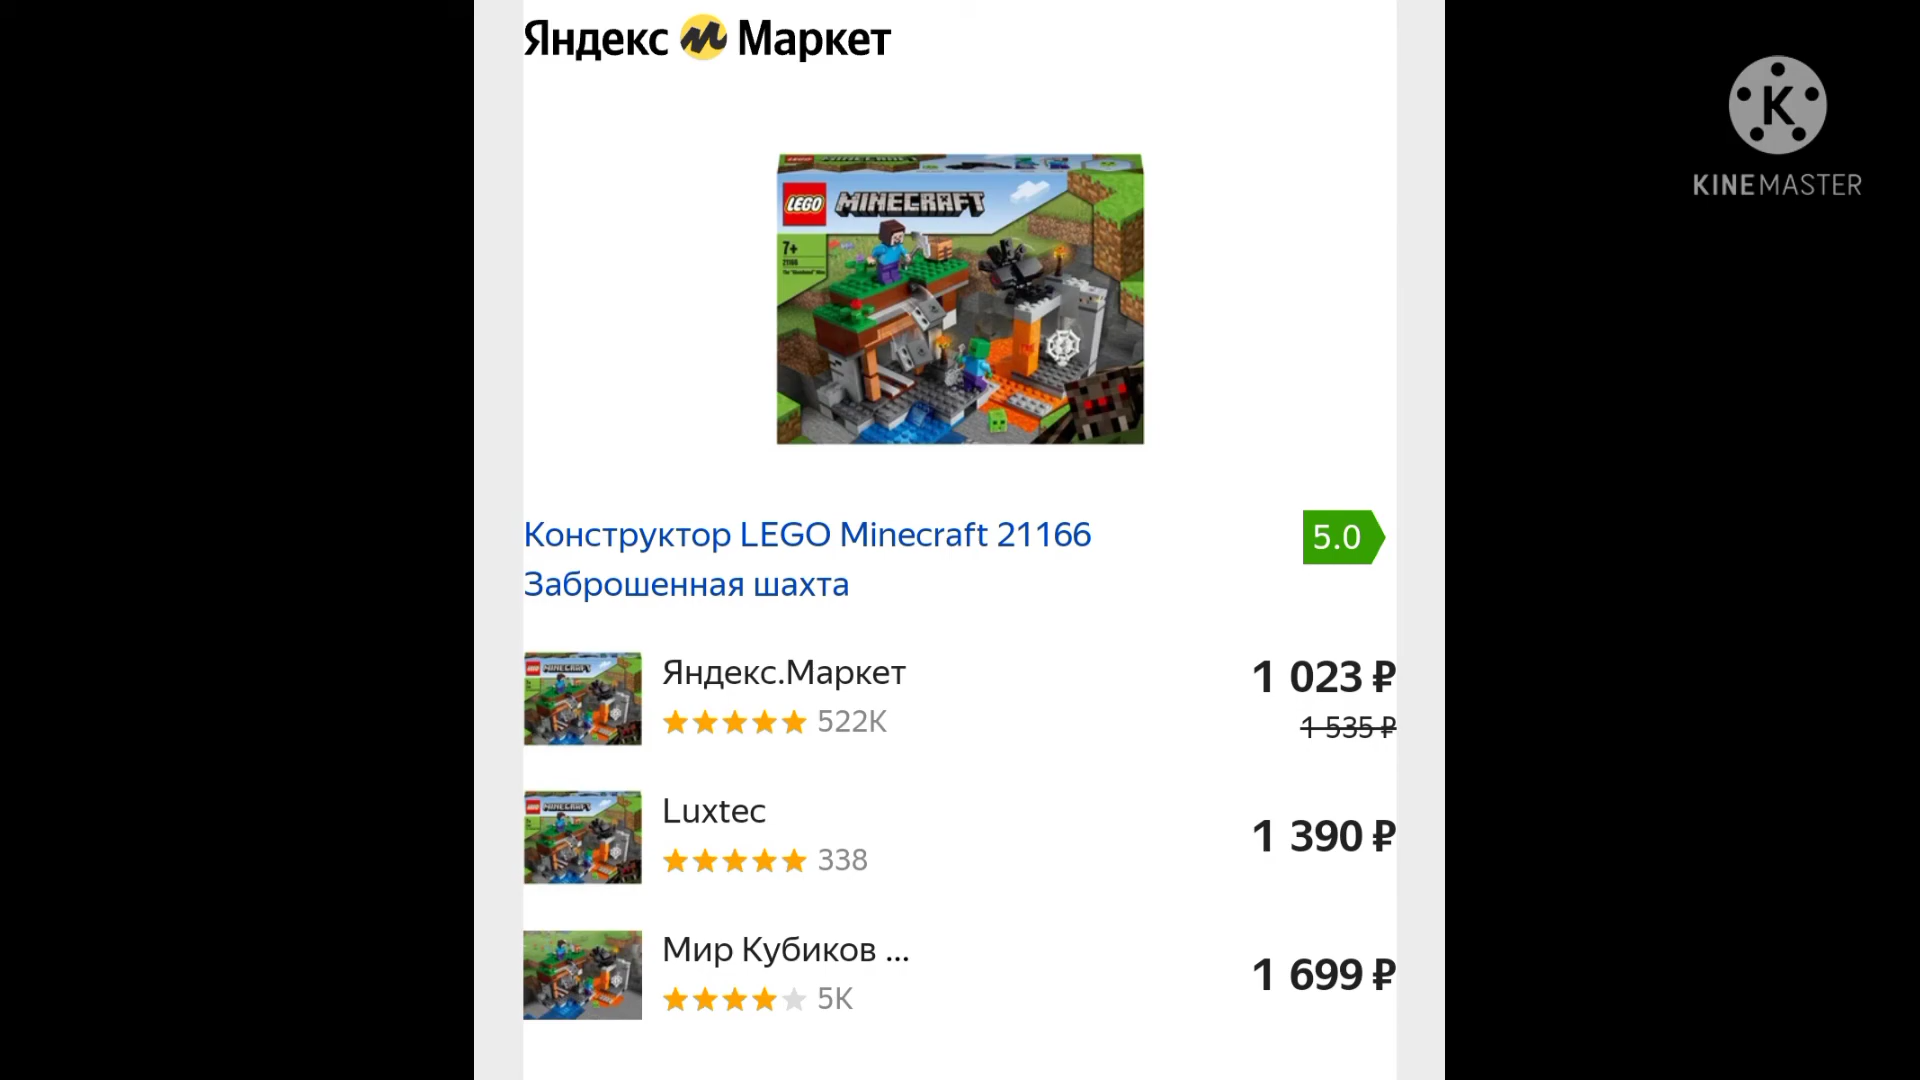 Яндекс Маркет
LEGO MINECRAFT
7+
21166
Конструктор LEGO Minecraft 21166
Заброшенная шахта
5.0
Яндекс.Маркет
522K
1 023 ₽
1 535 ₽
Luxtec
338
1 390 ₽
Мир Кубиков ...
5K
1 699 ₽
K
KINEMASTER